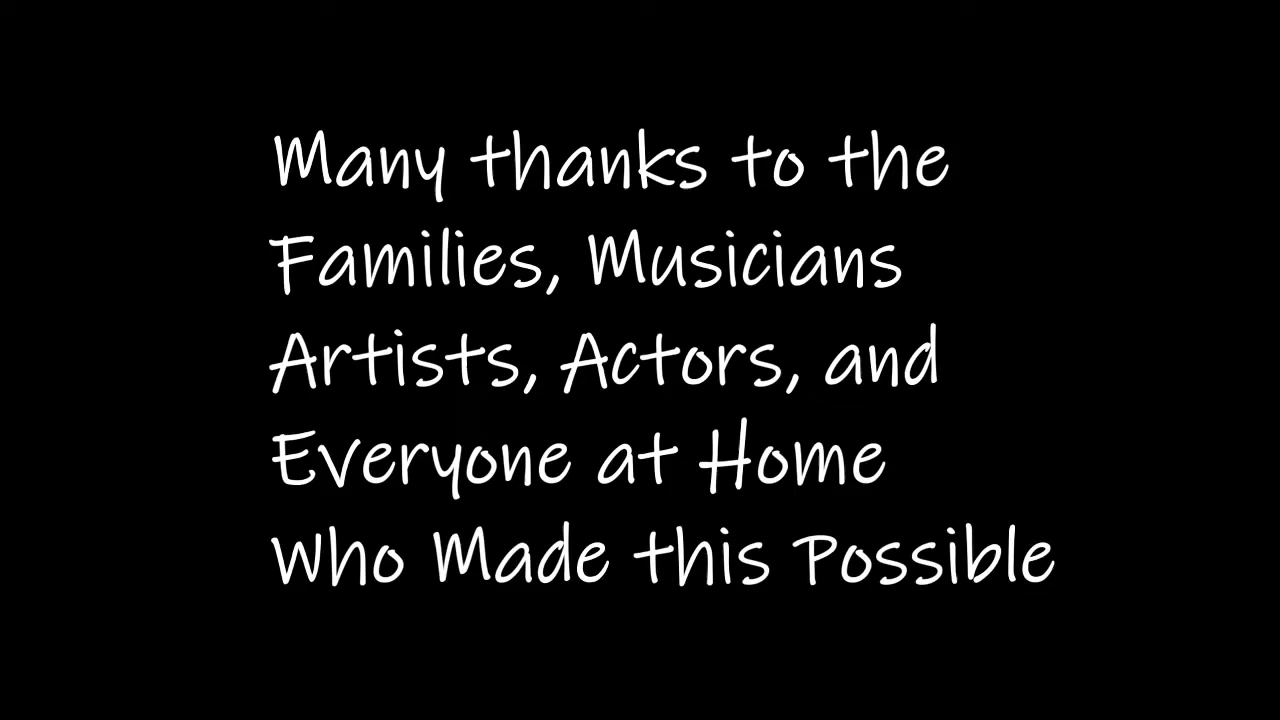 Many thanks to the
Families, Musicians
Artists, Actors, and
Everyone at Home
Who Made this Possible